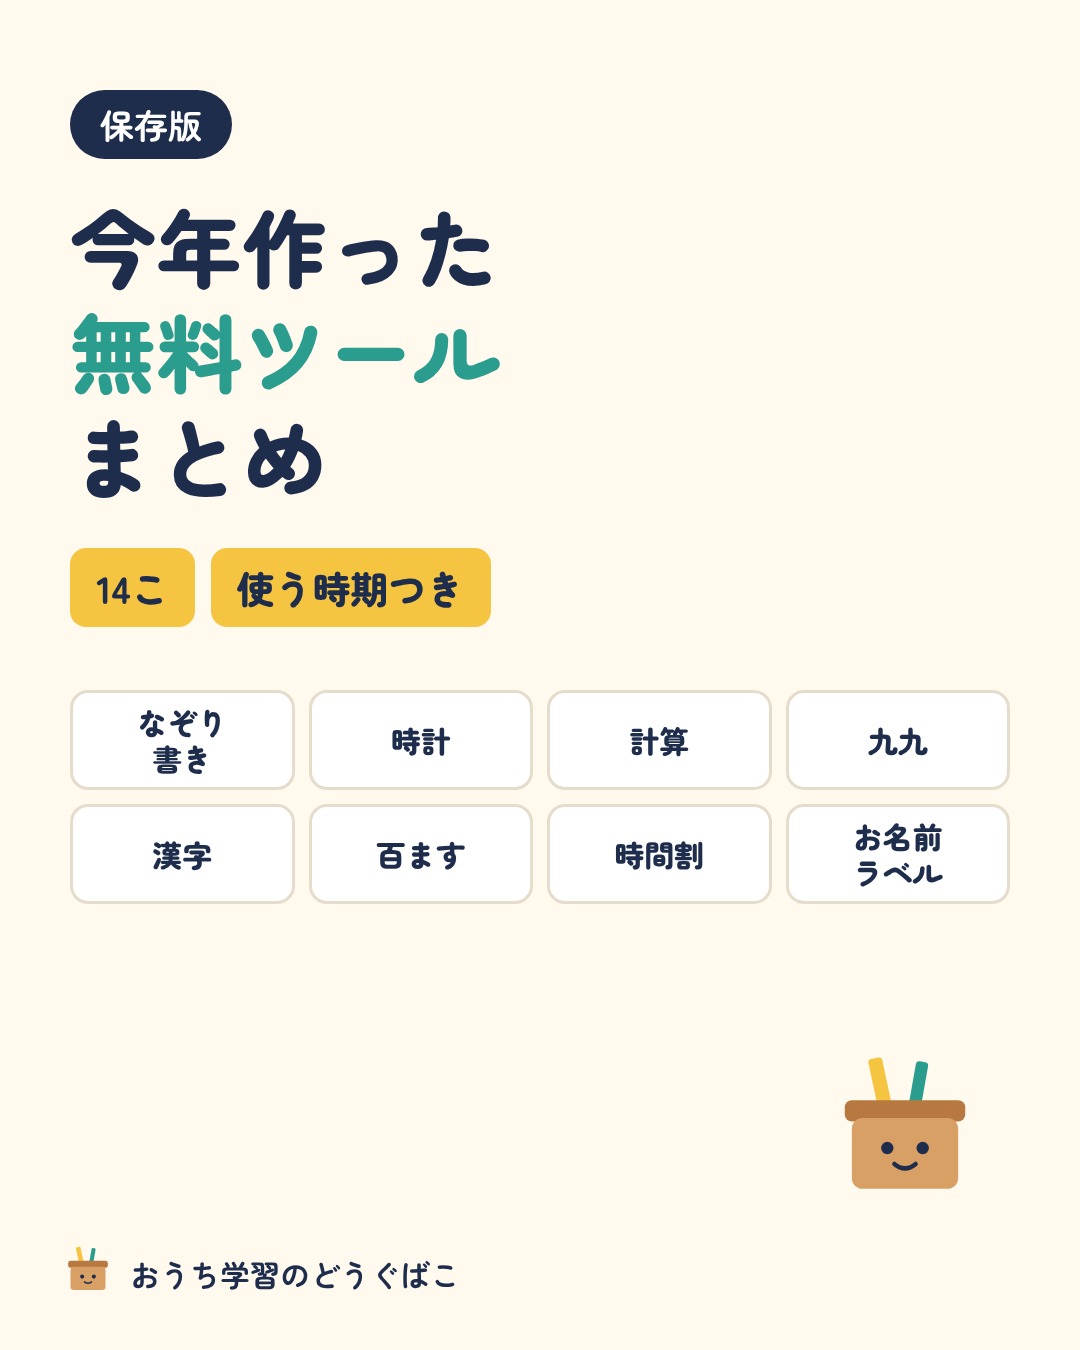 保存版
今年作った
無料ツール
まとめ
14こ
使う時期つき
なぞり
書き
時計
計算
九九
漢字
百ます
時間割
お名前
ラベル
おうち学習のどうぐばこ